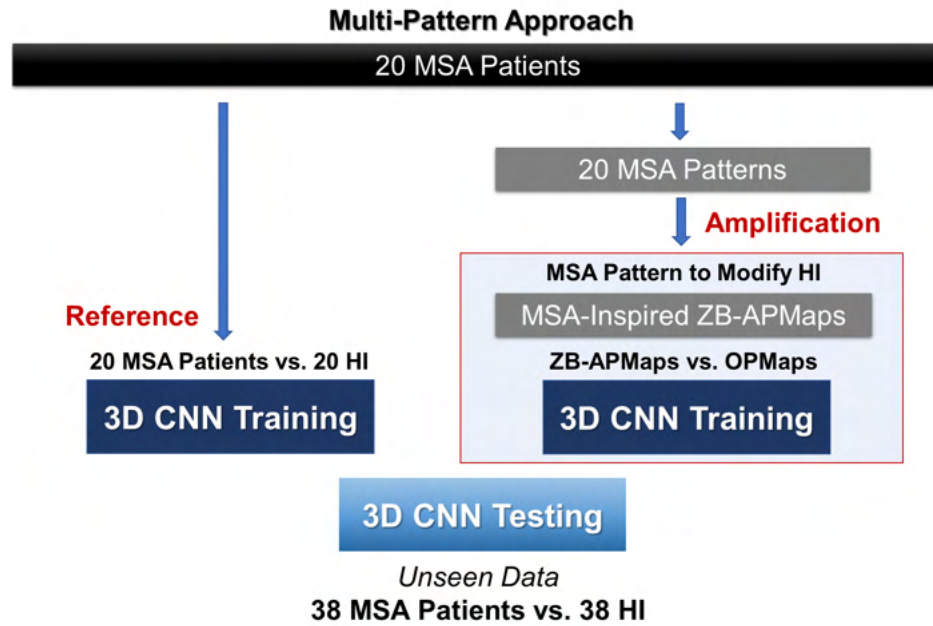 Multi-Pattern Approach
20 MSA Patients
20 MSA Patterns
Amplification
MSA Pattern to Modify HI
MSA-Inspired ZB-APMaps
ZB-APMaps vs. OPMaps
3D CNN Training
Reference
20 MSA Patients vs. 20 HI
3D CNN Training
3D CNN Testing
Unseen Data
38 MSA Patients vs. 38 HI